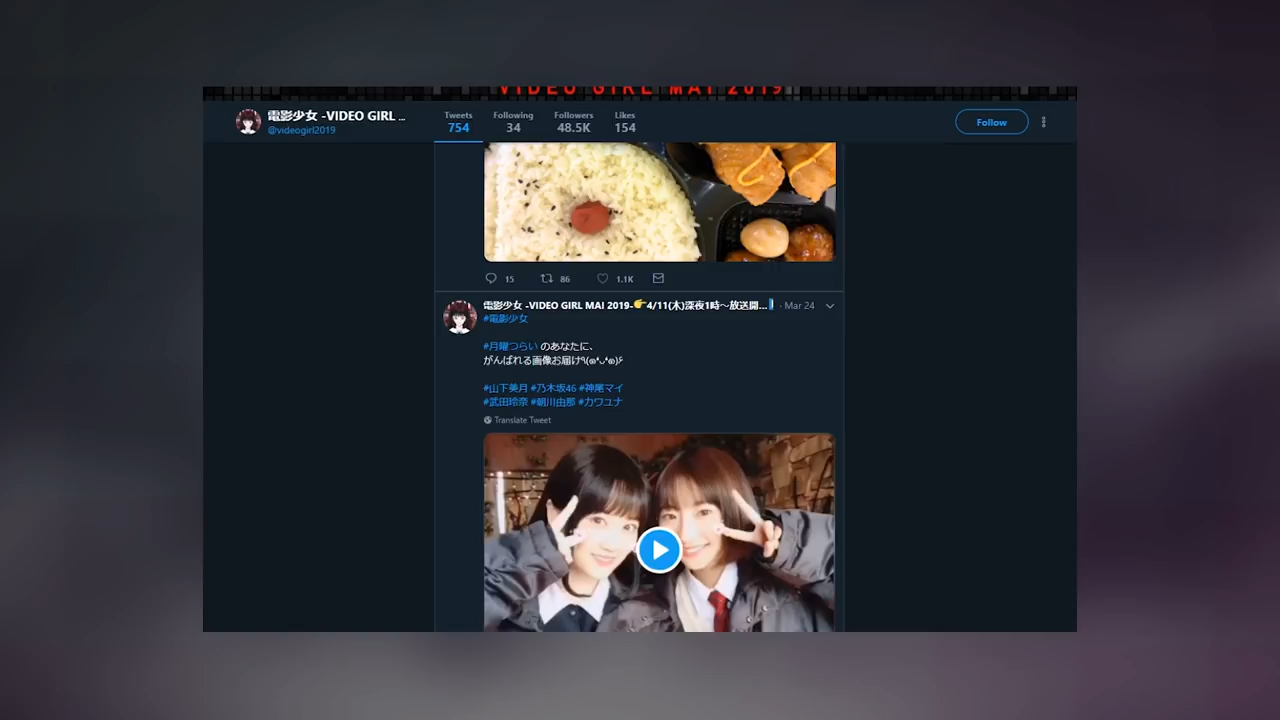 VIDEO GIRL MAI 2019
電影少女 -VIDEO GIRL ...
@videogirl2019
Tweets
754
Following
34
Followers
48.5K
Likes
154
Follow
15
86
1.1K
電影少女 -VIDEO GIRL MAI 2019-👉4/11(木)深夜1時～放送開... · Mar 24
#電影少女
#月曜つらい のあなたに、
がんばれる画像お届け٩(๑❛ᴗ❛๑)۶
#山下美月 #乃木坂46 #神尾マイ
#武田玲奈 #朝川由那 #カワユナ
Translate Tweet